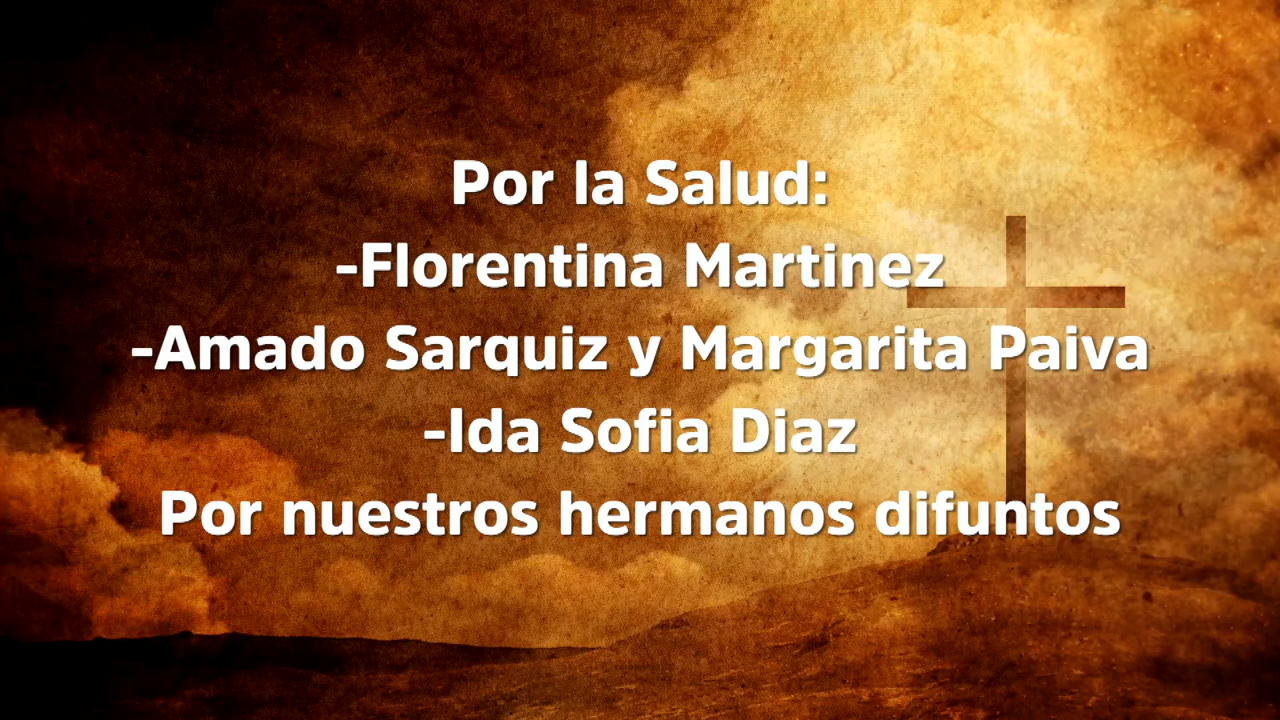 Por la Salud:
-Florentina Martinez
-Amado Sarquiz y Margarita Paiva
-Ida Sofia Diaz
Por nuestros hermanos difuntos